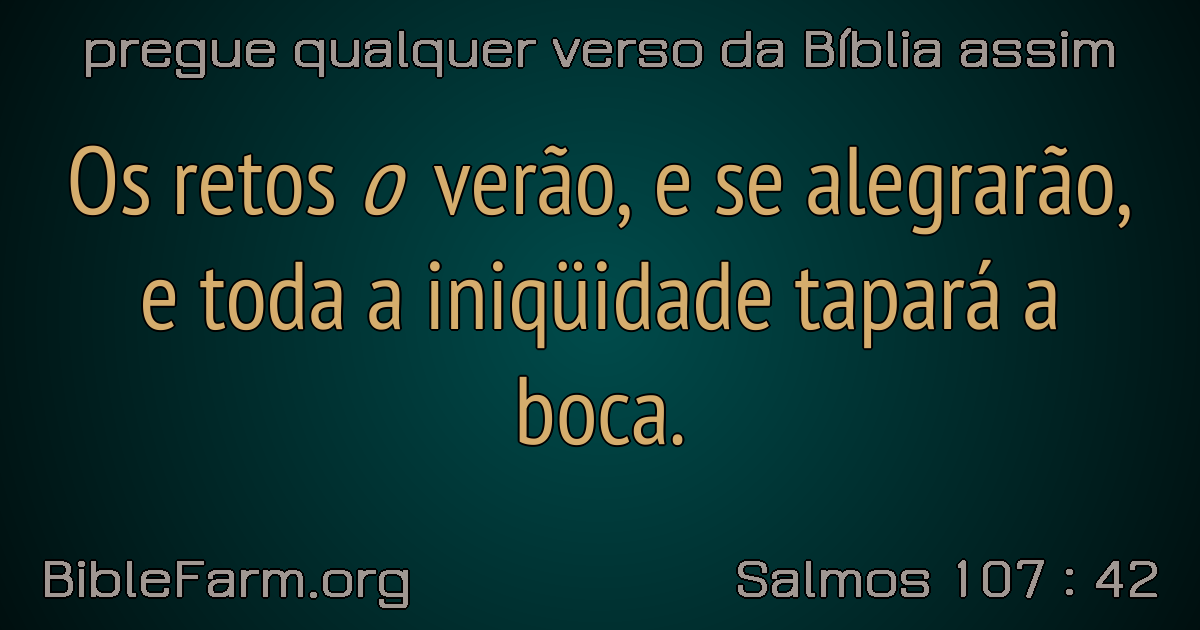 pregue qualquer verso da Bíblia assim
Os retos o verão, e se alegrarão,
e toda a iniqüidade tapará a
boca.
BibleFarm.org
Salmos 107 : 42